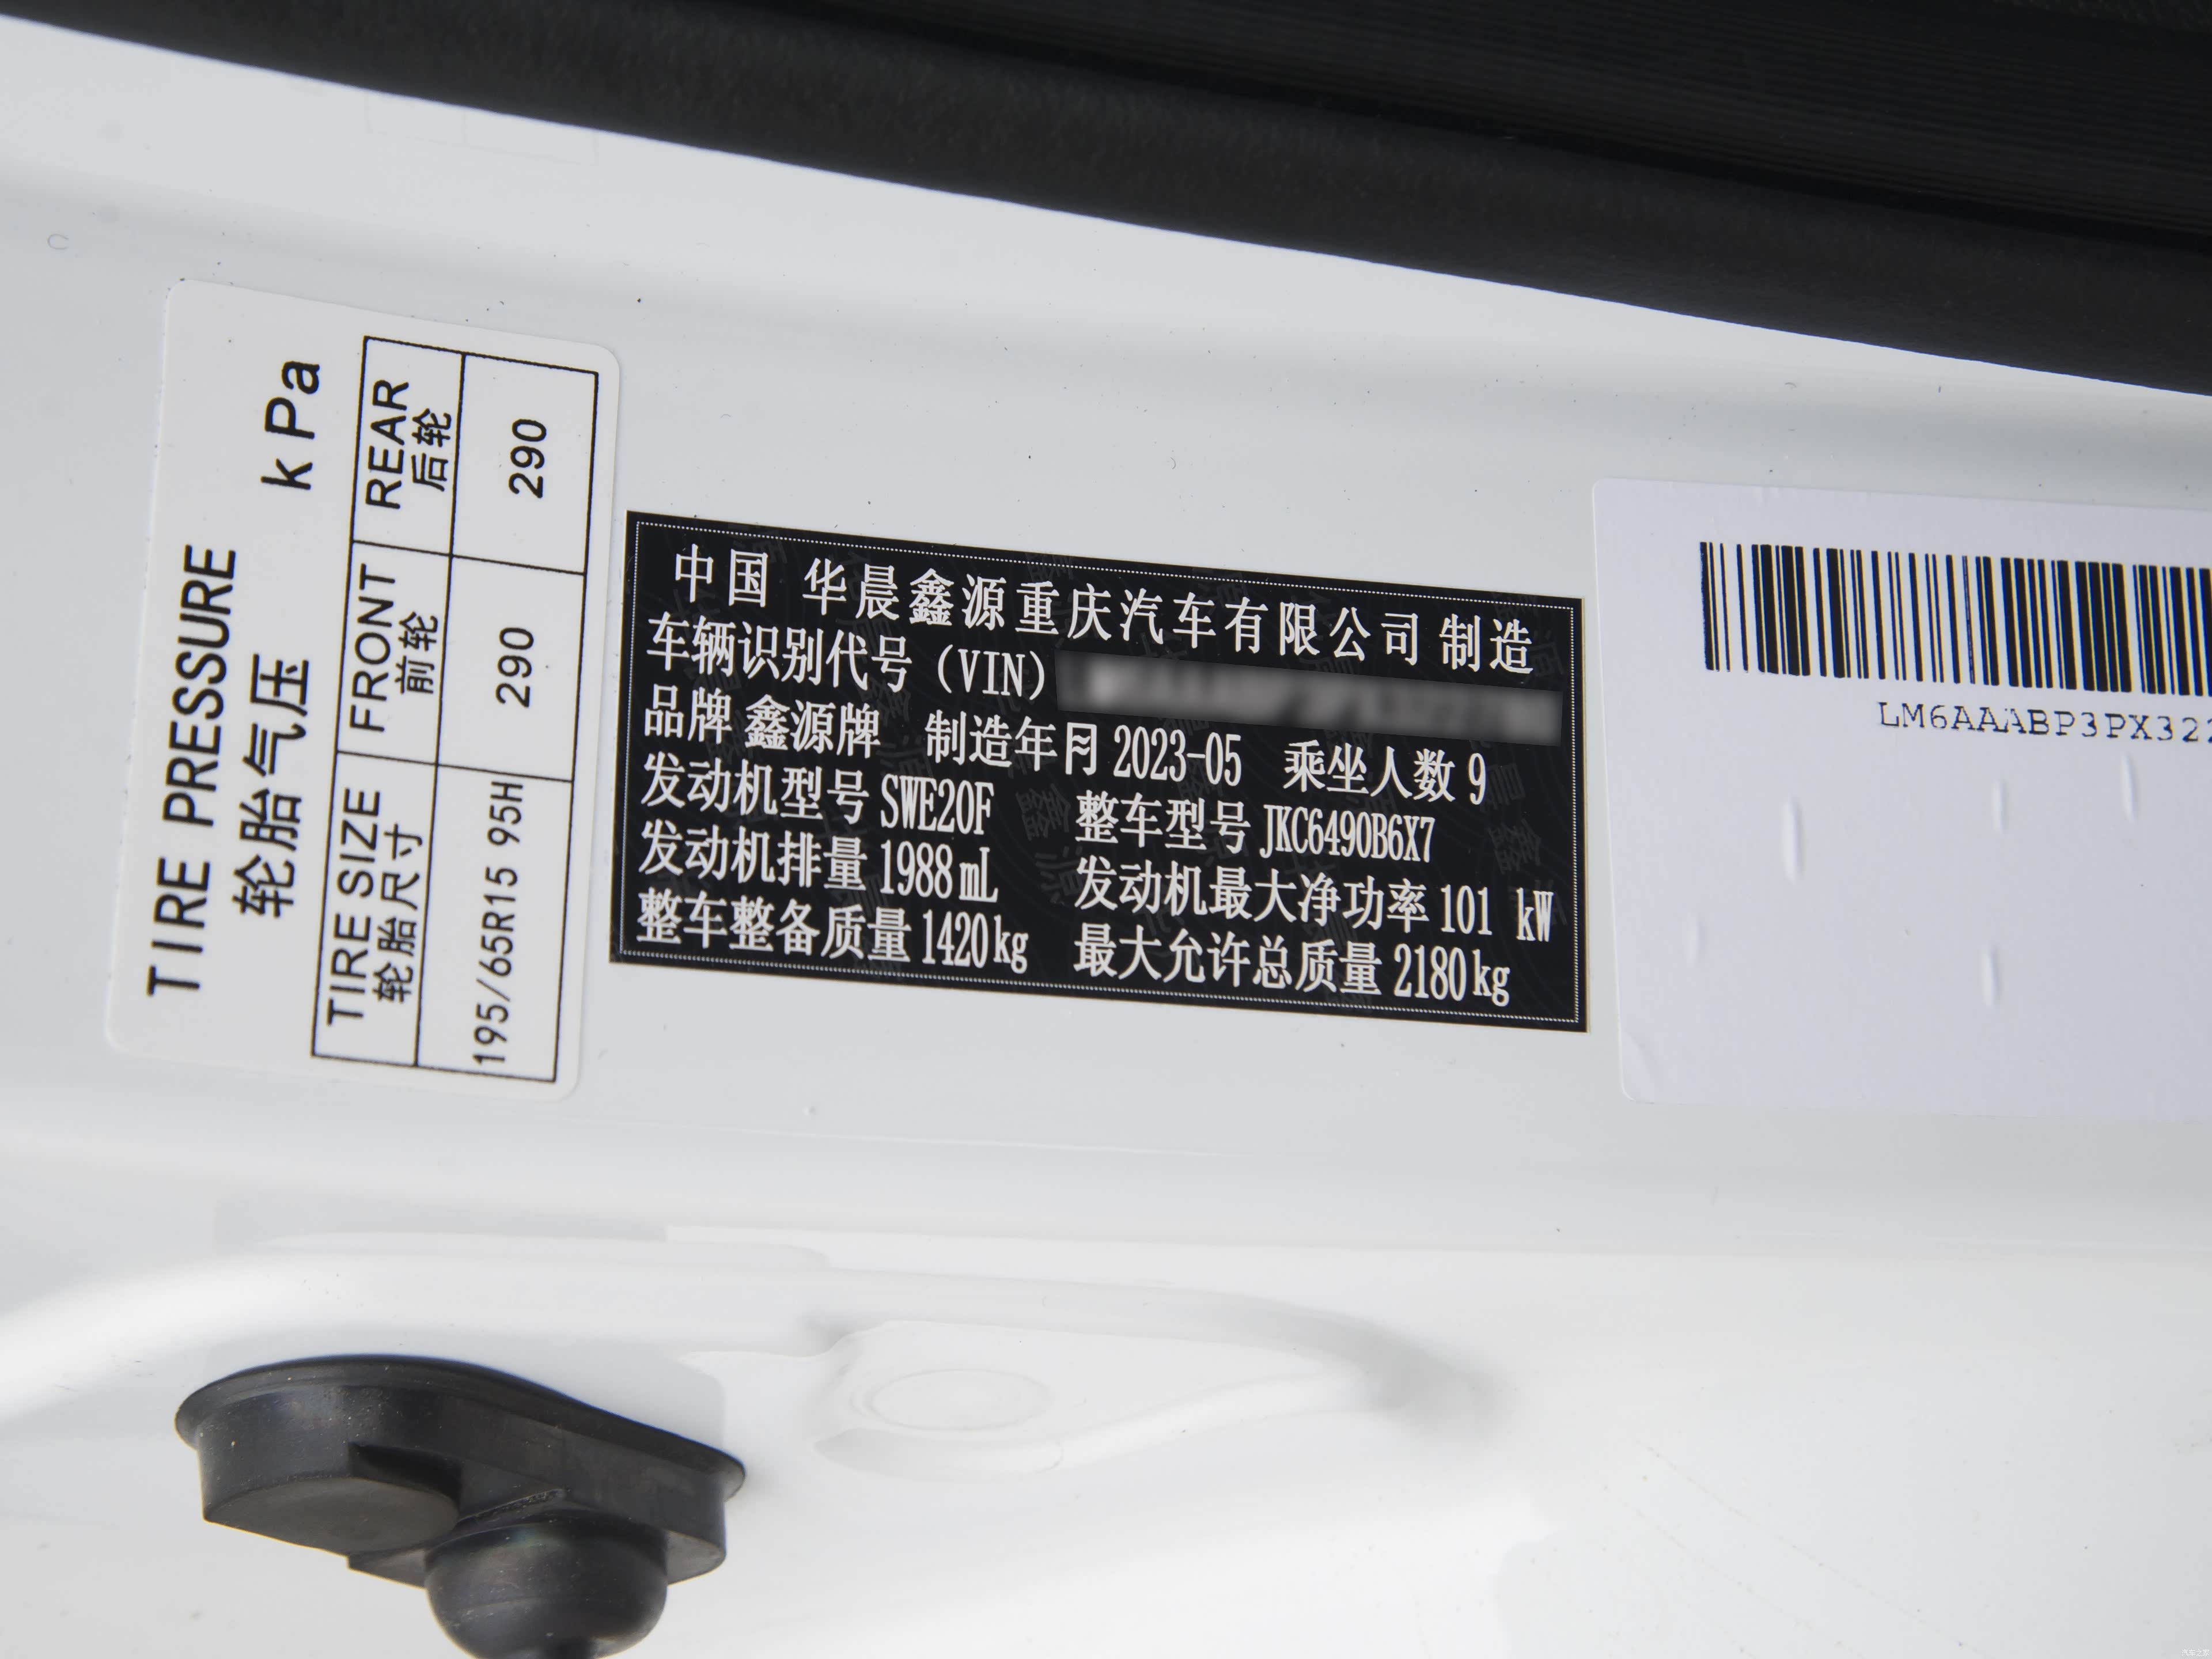 TIRE PRESSURE
轮胎气压 kPa
TIRE SIZE FRONT REAR
轮胎尺寸 前轮 后轮
195/65R15 95H 290 290
中国 华晨鑫源重庆汽车有限公司 制造
车辆识别代号 (VIN)
品牌 鑫源牌 制造年月 2023-05 乘坐人数 9
发动机型号 SWE20F 整车型号 JKC6490B6X7
发动机排量 1988mL 发动机最大净功率 101 kW
整车整备质量 1420kg 最大允许总质量 2180kg
LM6AAABP3PX322
汽车之家